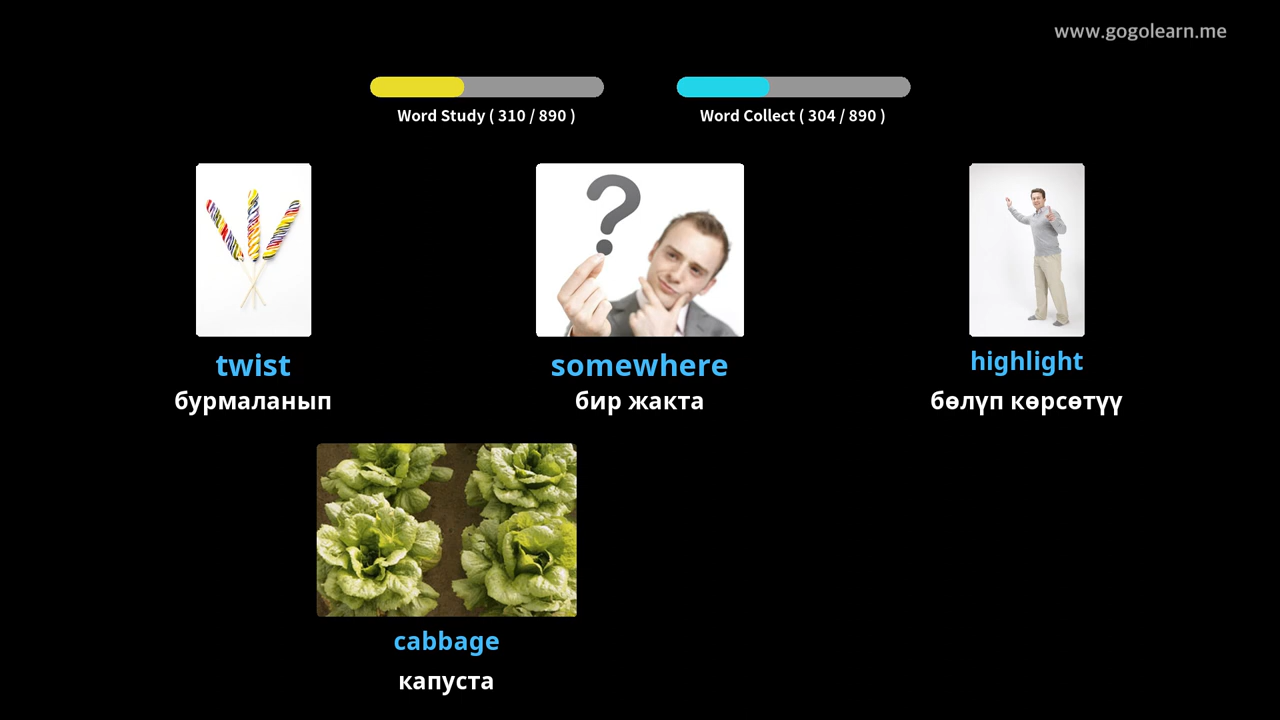 www.gogolearn.me
Word Study ( 310 / 890 )
Word Collect ( 304 / 890 )
twist
бурмаланып
somewhere
бир жакта
highlight
бөлүп көрсөтүү
cabbage
капуста